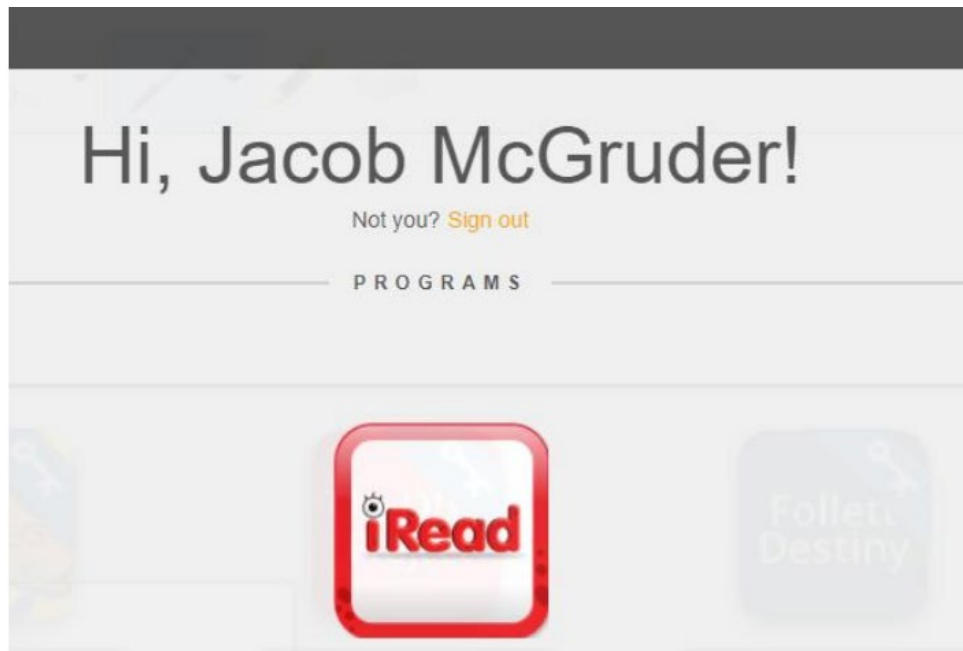 Hi, Jacob McGruder!
Not you? Sign out
PROGRAMS
iRead
Follett
Destiny